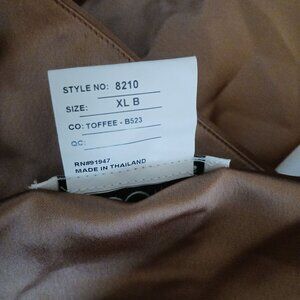 STYLE NO: 8210
SIZE: XL B
CO: TOFFEE - B523
QC:
RN#91947
MADE IN THAILAND